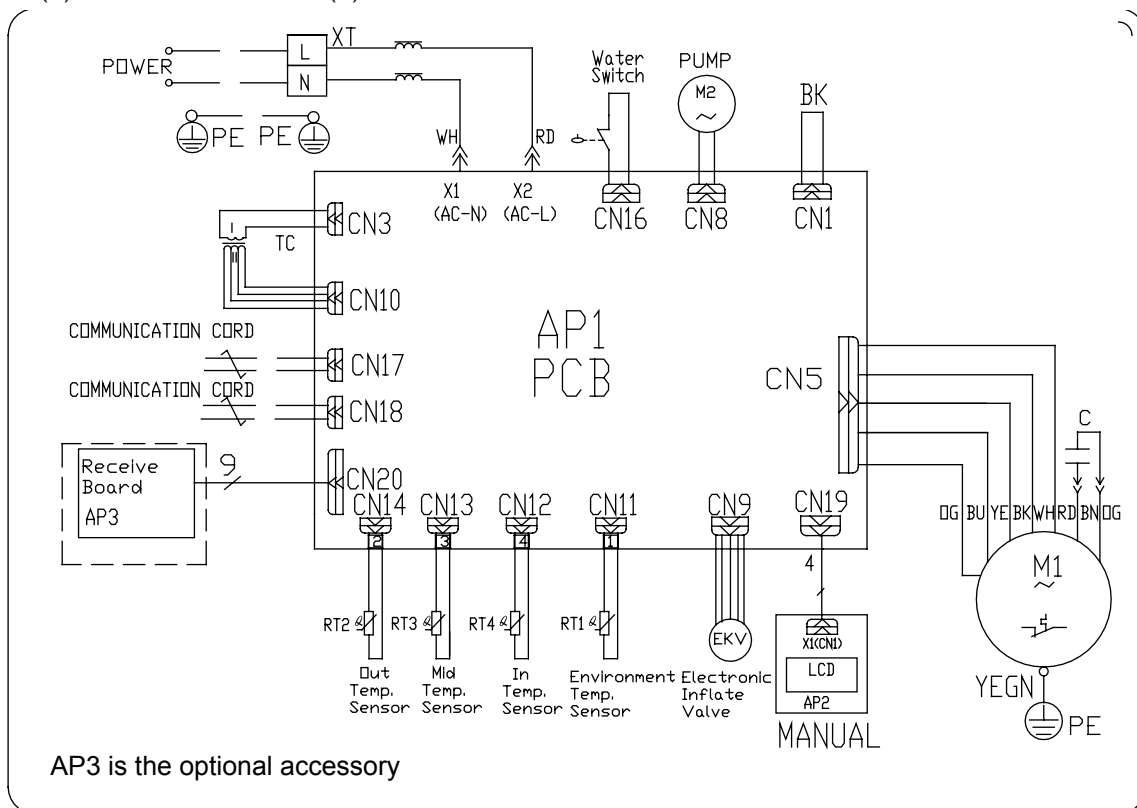 POWER
L
N
XT
PE PE
WH
RD
Water
Switch
PUMP
M2
BK
X1
(AC-N)
X2
(AC-L)
CN16
CN8
CN1
CN3
TC
CN10
COMMUNICATION CORD
CN17
COMMUNICATION CORD
CN18
AP1
PCB
CN5
C
Receive
Board
AP3
9
CN20
CN14
CN13
CN12
CN11
CN9
CN19
2
3
4
1
4
OG BU YE BK WH RD BN OG
M1
RT2
RT3
RT4
RT1
EKV
X1(CN1)
LCD
AP2
MANUAL
Out
Temp.
Sensor
Mid
Temp.
Sensor
In
Temp.
Sensor
Environment
Temp.
Sensor
Electronic
Inflate
Valve
YEGN
PE
AP3 is the optional accessory